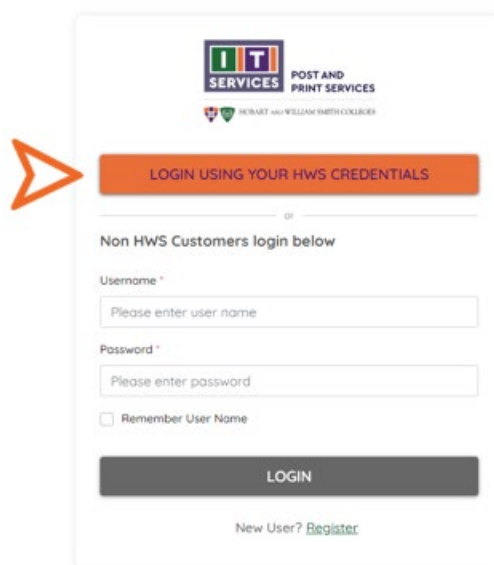 IT
SERVICES
POST AND
PRINT SERVICES
HOBART AND WILLIAM SMITH COLLEGES
LOGIN USING YOUR HWS CREDENTIALS
or
Non HWS Customers login below
Username *
Please enter user name
Password *
Please enter password
Remember User Name
LOGIN
New User? Register